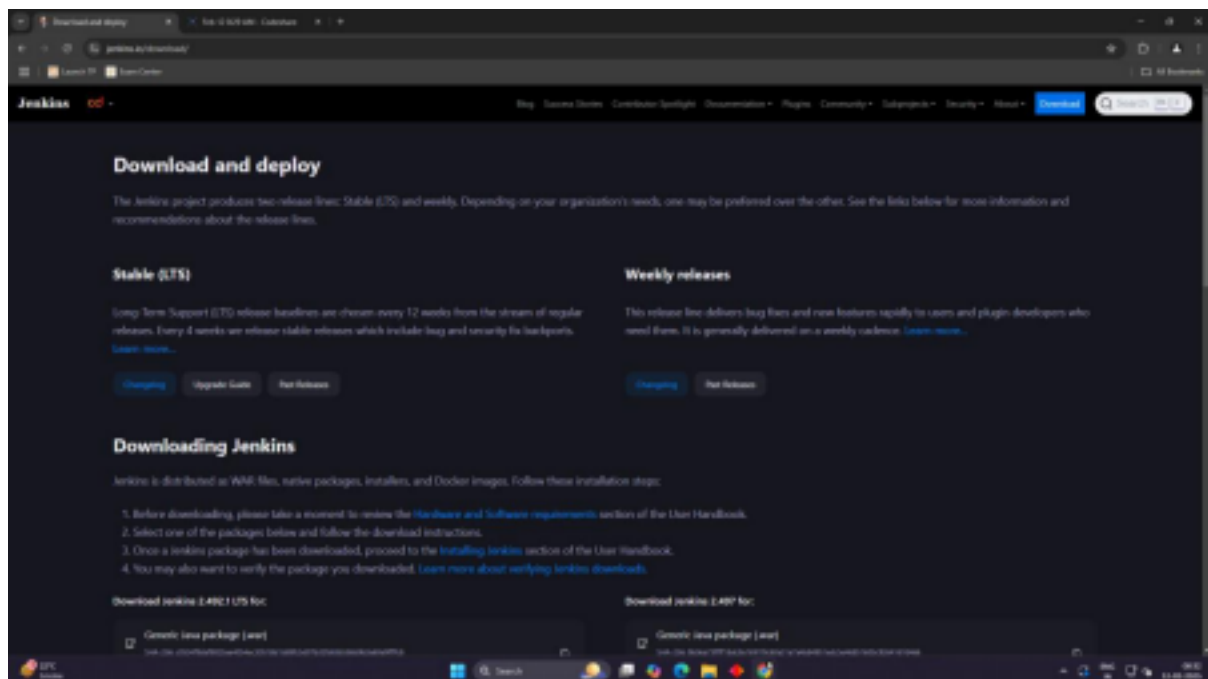 Download and deploy
jenkins.io/download/
All Bookmarks
Jenkins
Blog Success Stories Contributor Spotlight Documentation Plugins Community Subprojects Security About Download Search
Download and deploy
The Jenkins project produces two release lines: Stable (LTS) and weekly. Depending on your organization's needs, one may be preferred over the other. See the links below for more information and
recommendations about the release lines.
Stable (LTS)
Long-Term Support (LTS) release baselines are chosen every 12 weeks from the stream of regular
releases. Every 4 weeks we release stable releases which include bug and security fix backports.
Learn more...
Changelog Upgrade Guide Past Releases
Weekly releases
This release line delivers bug fixes and new features rapidly to users and plugin developers who
need them. It is generally delivered on a weekly cadence. Learn more...
Changelog Past Releases
Downloading Jenkins
Jenkins is distributed as WAR files, native packages, installers, and Docker images. Follow these installation steps:
1. Before downloading, please take a moment to review the Hardware and Software requirements section of the User Handbook.
2. Select one of the packages below and follow the download instructions.
3. Once a Jenkins package has been downloaded, proceed to the Installing Jenkins section of the User Handbook.
4. You may also want to verify the package you downloaded. Learn more about verifying Jenkins downloads.
Download Jenkins 2.492.1 LTS for:
Generic Java package (.war)
Download Jenkins 2.497 for:
Generic Java package (.war)
Search